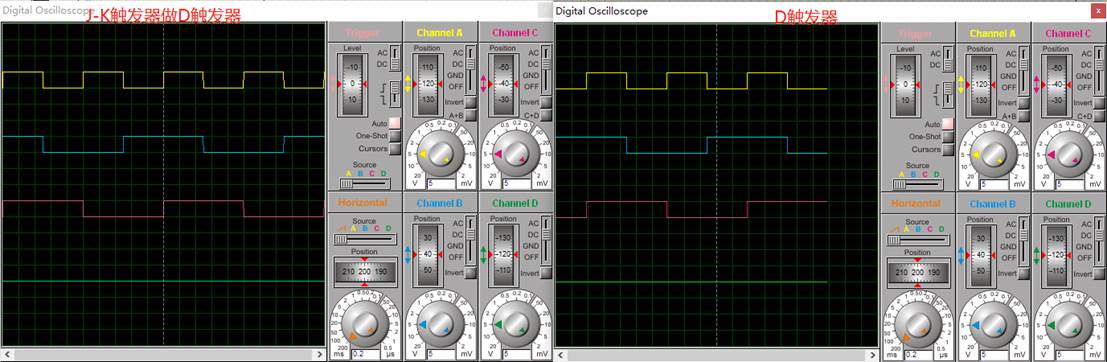 Digital Oscilloscope
J-K触发器做D触发器
Trigger
Level
AC
DC
-10
0
10
Auto
One-Shot
Cursors
Source
A B C D
Channel A
Position
AC
DC
GND
OFF
-110
-120
-130
Invert
A+B
V
5
mV
Channel C
Position
AC
DC
GND
OFF
-50
-40
-30
Invert
C+D
V
5
mV
Horizontal
Source
A B C D
Position
210 200 190
ms
0.2
µs
Channel B
Position
AC
DC
GND
OFF
30
40
50
Invert
V
5
mV
Channel D
Position
AC
DC
GND
OFF
-130
-120
-110
Invert
V
5
mV
Digital Oscilloscope
D触发器
x
Trigger
Level
AC
DC
-10
0
10
Auto
One-Shot
Cursors
Source
A B C D
Channel A
Position
AC
DC
GND
OFF
-110
-120
-130
Invert
A+B
V
5
mV
Channel C
Position
AC
DC
GND
OFF
-50
-40
-30
Invert
C+D
V
5
mV
Horizontal
Source
A B C D
Position
210 200 190
ms
0.2
µs
Channel B
Position
AC
DC
GND
OFF
30
40
50
Invert
V
5
mV
Channel D
Position
AC
DC
GND
OFF
-130
-120
-110
Invert
V
5
mV